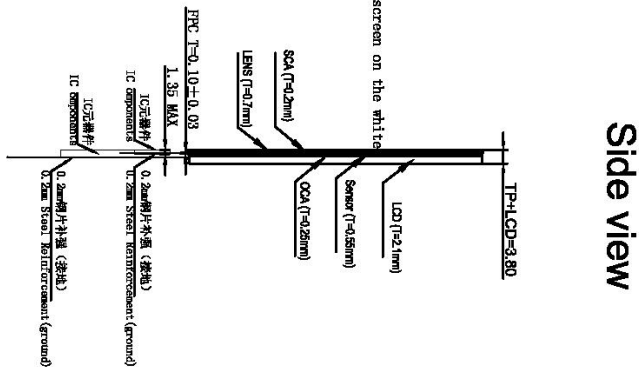 Side view
TP+LCD=3.80
LCD (T=2.1mm)
Sensor (T=0.55mm)
OCA (T=0.25mm)
SCA (T=0.2mm)
LENS (T=0.7mm)
screen on the white
FPC T=0.10±0.03
1.35 MAX
IC元器件
IC omponents
IC元器件
IC omponents
0.2mm钢片补强（接地）
0.2mm Steel Reinforcement(ground)
0.2mm钢片补强（接地）
0.2mm Steel Reinforcement(ground)